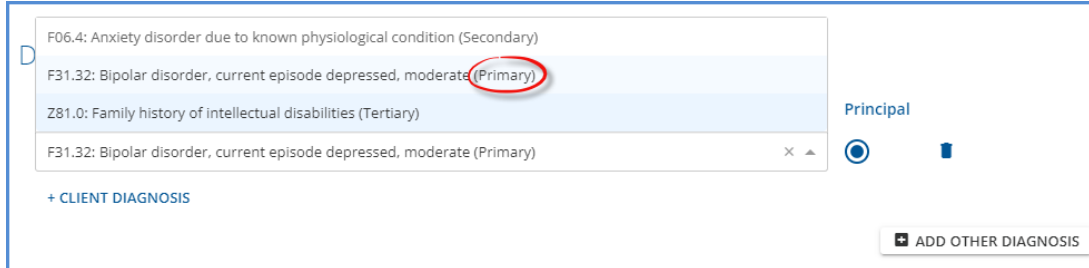 F06.4: Anxiety disorder due to known physiological condition (Secondary)
D
F31.32: Bipolar disorder, current episode depressed, moderate (Primary)
Z81.0: Family history of intellectual disabilities (Tertiary)
Principal
F31.32: Bipolar disorder, current episode depressed, moderate (Primary)
+ CLIENT DIAGNOSIS
ADD OTHER DIAGNOSIS